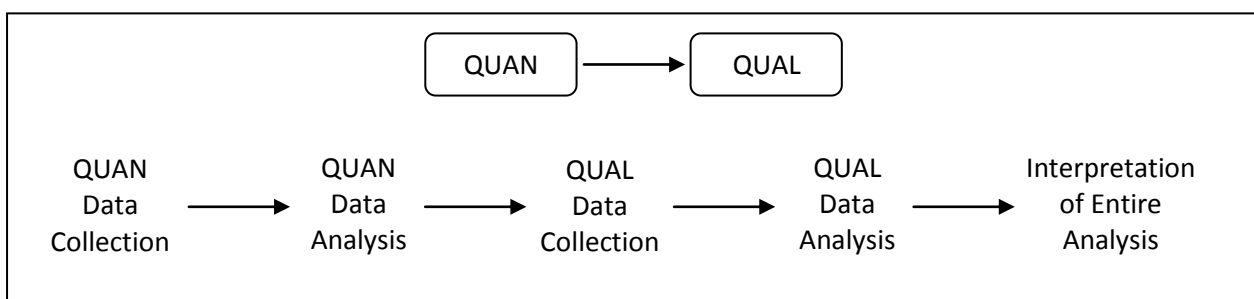 QUAN QUAL
QUAN
Data
Collection
QUAN
Data
Analysis
QUAL
Data
Collection
QUAL
Data
Analysis
Interpretation
of Entire
Analysis